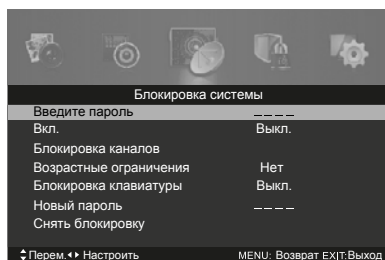 Блокировка системы
Введите пароль _ _ _ _
Вкл. Выкл.
Блокировка каналов
Возрастные ограничения Нет
Блокировка клавиатуры Выкл.
Новый пароль _ _ _ _
Снять блокировку
Перем. Настроить MENU: Возврат EXIT:Выход